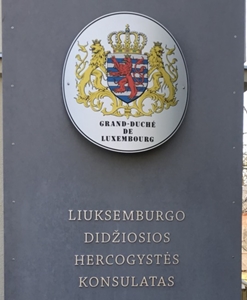 GRAND-DUCHÉ
DE
LUXEMBOURG
LIUKSEMBURGO
DIDŽIOSIOS
HERCOGYSTĖS
KONSULATAS